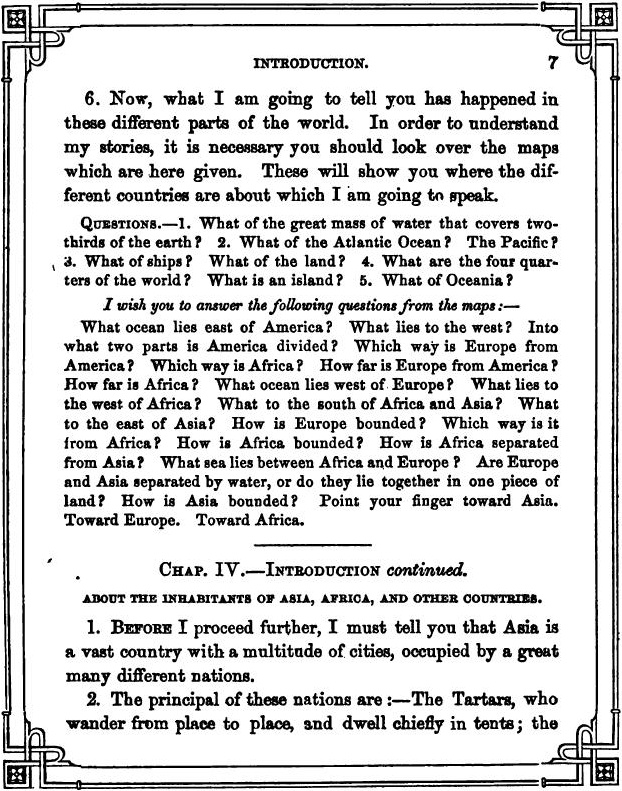 INTRODUCTION. 7
6. Now, what I am going to tell you has happened in
these different parts of the world. In order to understand
my stories, it is necessary you should look over the maps
which are here given. These will show you where the dif-
ferent countries are about which I am going to speak.
QUESTIONS.—1. What of the great mass of water that covers two-
thirds of the earth? 2. What of the Atlantic Ocean? The Pacific?
3. What of ships? What of the land? 4. What are the four quar-
ters of the world? What is an island? 5. What of Oceania?
I wish you to answer the following questions from the maps:—
What ocean lies east of America? What lies to the west? Into
what two parts is America divided? Which way is Europe from
America? Which way is Africa? How far is Europe from America?
How far is Africa? What ocean lies west of Europe? What lies to
the west of Africa? What to the south of Africa and Asia? What
to the east of Asia? How is Europe bounded? Which way is it
from Africa? How is Africa bounded? How is Africa separated
from Asia? What sea lies between Africa and Europe? Are Europe
and Asia separated by water, or do they lie together in one piece of
land? How is Asia bounded? Point your finger toward Asia.
Toward Europe. Toward Africa.
CHAP. IV.—INTRODUCTION continued.
ABOUT THE INHABITANTS OF ASIA, AFRICA, AND OTHER COUNTRIES.
1. BEFORE I proceed further, I must tell you that Asia is
a vast country with a multitude of cities, occupied by a great
many different nations.
2. The principal of these nations are:—The Tartars, who
wander from place to place, and dwell chiefly in tents; the